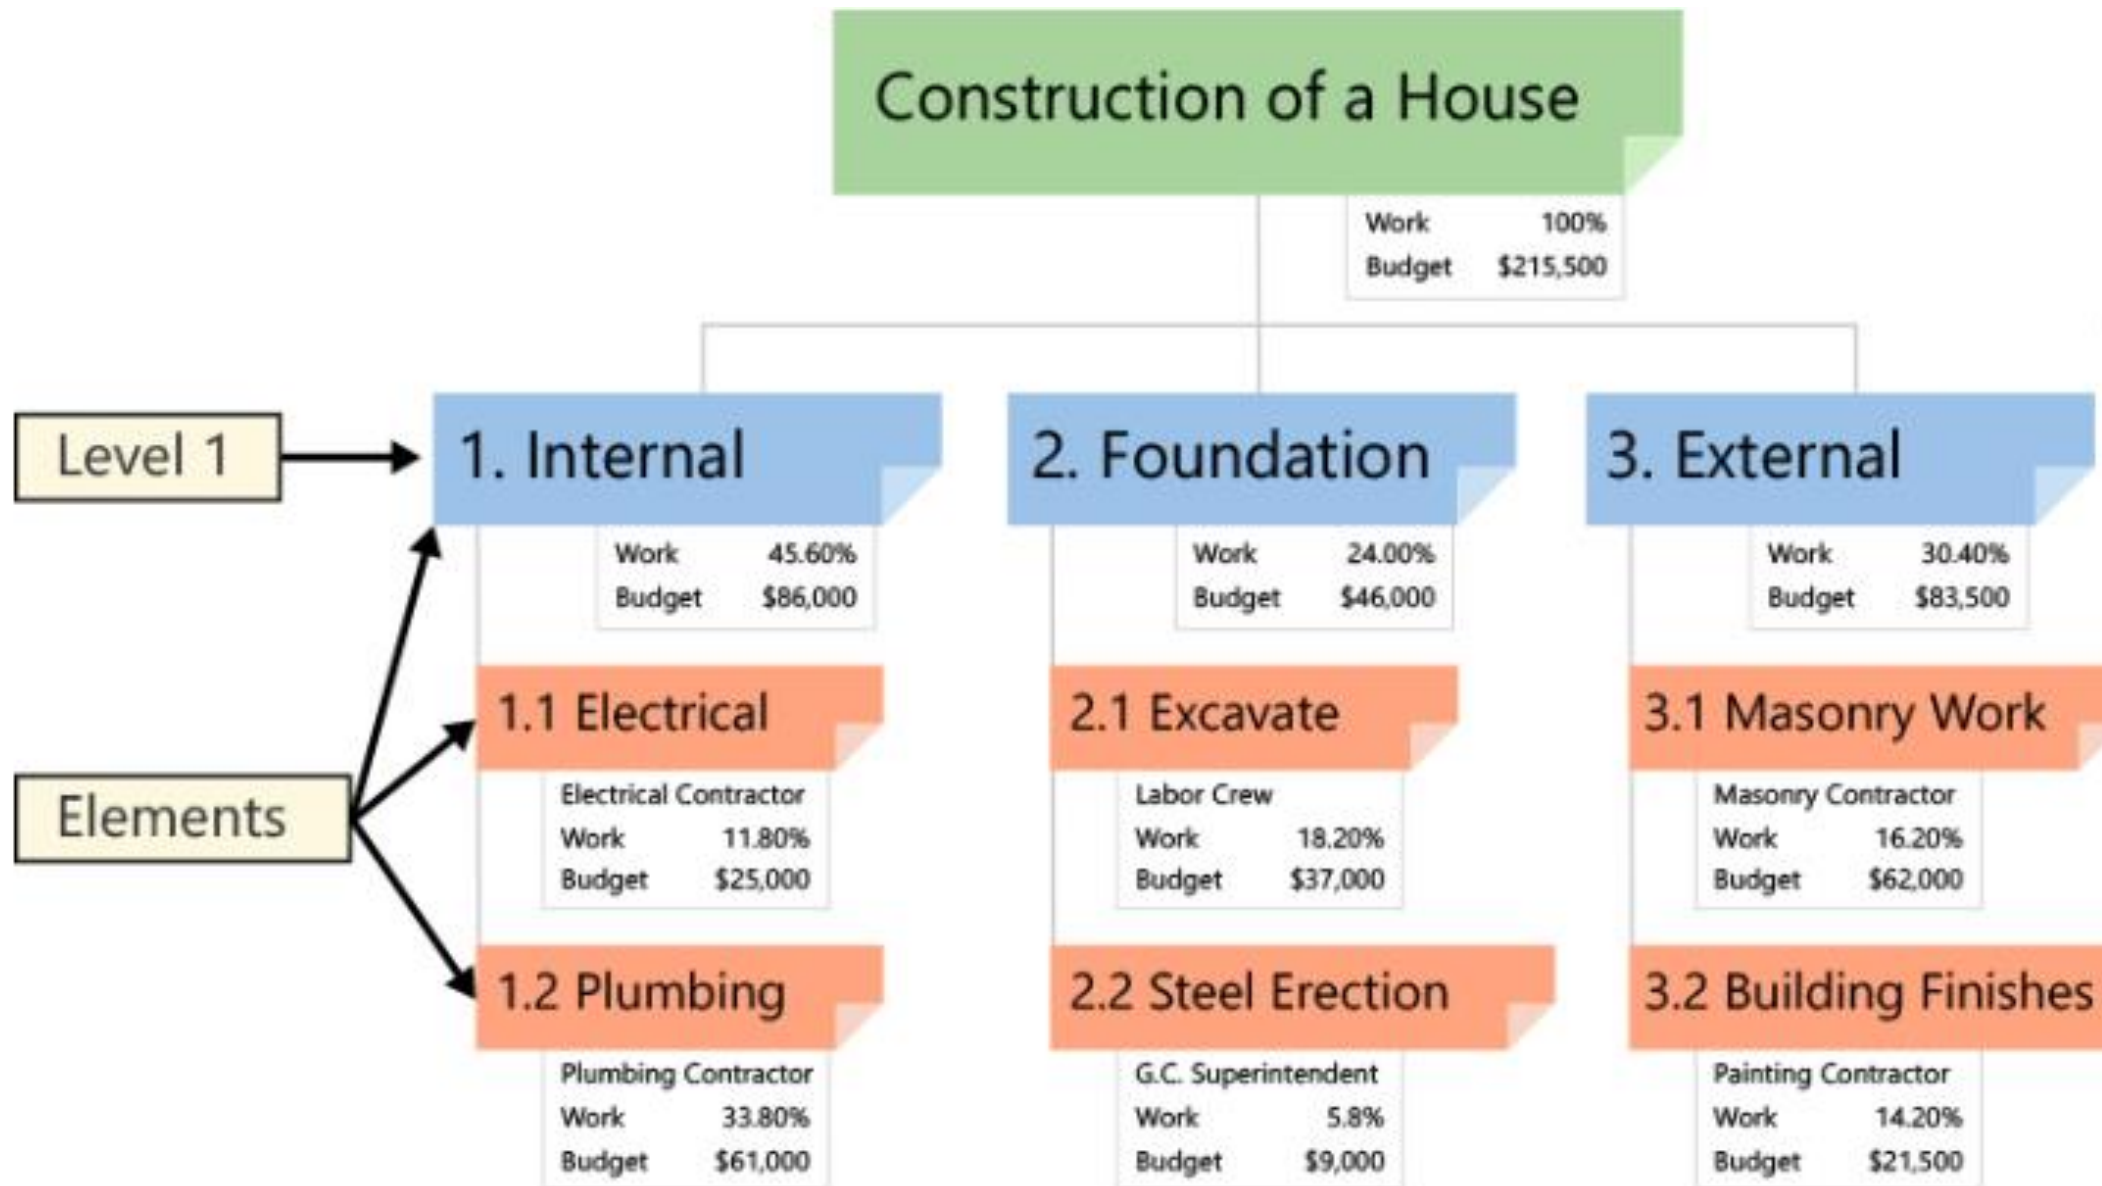 Construction of a House
Work 100%
Budget $215,500
Level 1
1. Internal
Work 45.60%
Budget $86,000
2. Foundation
Work 24.00%
Budget $46,000
3. External
Work 30.40%
Budget $83,500
Elements
1.1 Electrical
Electrical Contractor
Work 11.80%
Budget $25,000
1.2 Plumbing
Plumbing Contractor
Work 33.80%
Budget $61,000
2.1 Excavate
Labor Crew
Work 18.20%
Budget $37,000
2.2 Steel Erection
G.C. Superintendent
Work 5.8%
Budget $9,000
3.1 Masonry Work
Masonry Contractor
Work 16.20%
Budget $62,000
3.2 Building Finishes
Painting Contractor
Work 14.20%
Budget $21,500